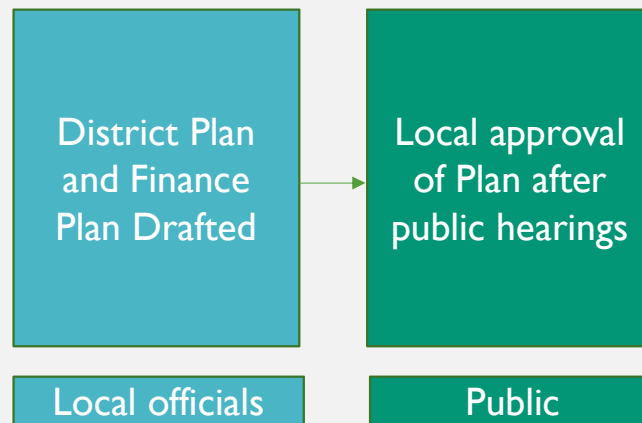 District Plan
and Finance
Plan Drafted
Local approval
of Plan after
public hearings
Local officials
Public